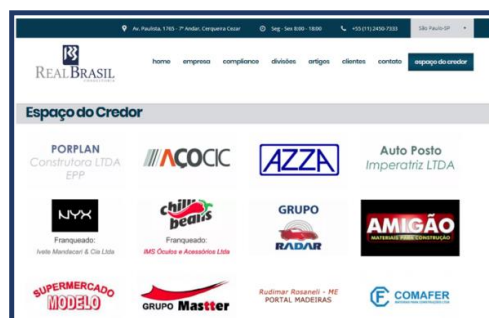 Av. Paulista, 1765 - 7º Andar, Cerqueira Cezar Seg - Sex 8:00 - 18:00 +55 (11) 2450-7333 São Paulo-SP
REALBRASIL
home empresa compliance divisões artigos clientes contato espaço do credor
Espaço do Credor
PORPLAN
Construtora LTDA
EPP
AÇOCIC
AZZA
Auto Posto
Imperatriz LTDA
NYX
Franqueado:
Ivete Mandacari & Cia Ltda
chilli beans
Franqueado:
IMS Óculos e Acessórios Ltda
GRUPO
RADAR
AMIGÃO
MATERIAIS PARA CONSTRUÇÃO
SUPERMERCADO
MODELO
GRUPO Mastter
Rudimar Rosaneli - ME
PORTAL MADEIRAS
COMAFER